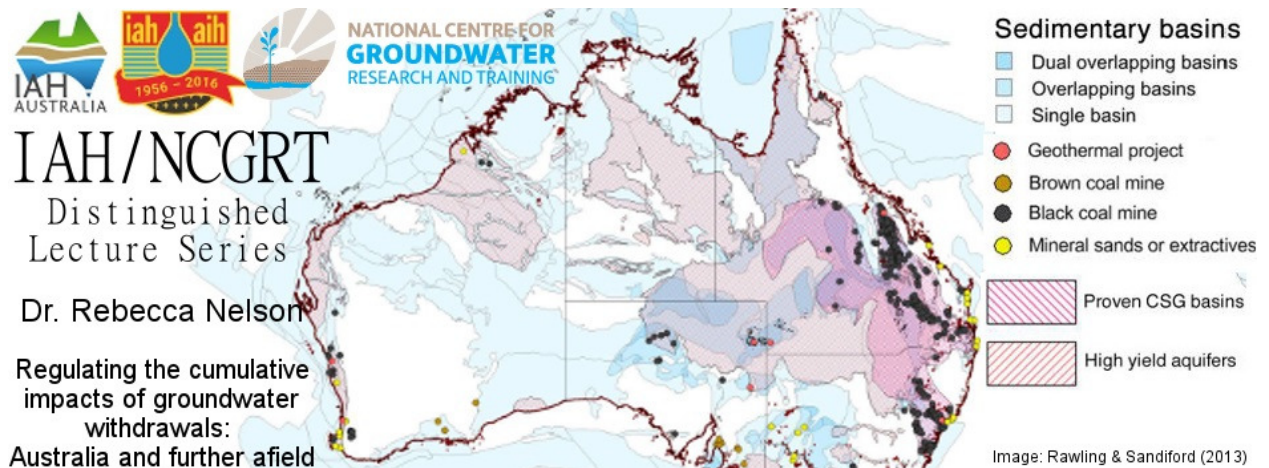 IAH
AUSTRALIA
iah aih
1956 - 2016
NATIONAL CENTRE FOR
GROUNDWATER
RESEARCH AND TRAINING
IAH/NCGRT
Distinguished
Lecture Series
Dr. Rebecca Nelson
Regulating the cumulative
impacts of groundwater
withdrawals:
Australia and further afield
Sedimentary basins
Dual overlapping basins
Overlapping basins
Single basin
Geothermal project
Brown coal mine
Black coal mine
Mineral sands or extractives
Proven CSG basins
High yield aquifers
Image: Rawling & Sandiford (2013)